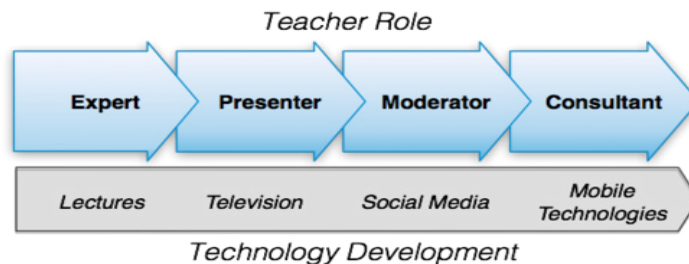 Teacher Role
Expert Presenter Moderator Consultant
Lectures Television Social Media Mobile
Technologies
Technology Development